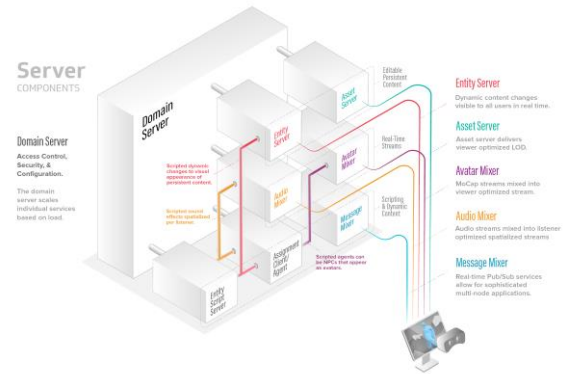 Server
COMPONENTS
Domain Server
Access Control,
Security, &
Configuration.
The domain
server scales
individual services
based on load.
Domain
Server
Asset
Server
Entity
Server
Avatar
Mixer
Audio
Mixer
Message
Mixer
Assignment
Client/
Agent
Entity
Script
Server
Scripted dynamic
changes to visual
appearance of
persistent content.
Scripted sound
effects spatialized
per listener.
Scripted agents can
be NPCs that appear
as avatars.
Editable
Persistent
Content
Real-Time
Streams
Scripting
& Dynamic
Content
Entity Server
Dynamic content changes
visible to all users in real time.
Asset Server
Asset server delivers
viewer optimized LOD.
Avatar Mixer
MoCap streams mixed into
viewer optimized stream.
Audio Mixer
Audio streams mixed into listener
optimized spatialized streams
Message Mixer
Real-time Pub/Sub services
allow for sophisticated
multi-node applications.